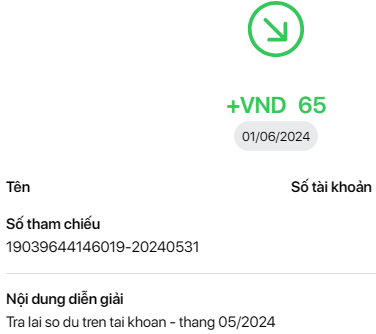 +VND 65
01/06/2024
Tên Số tài khoản
Số tham chiếu
19039644146019-20240531
Nội dung diễn giải
Tra lai so du tren tai khoan - thang 05/2024